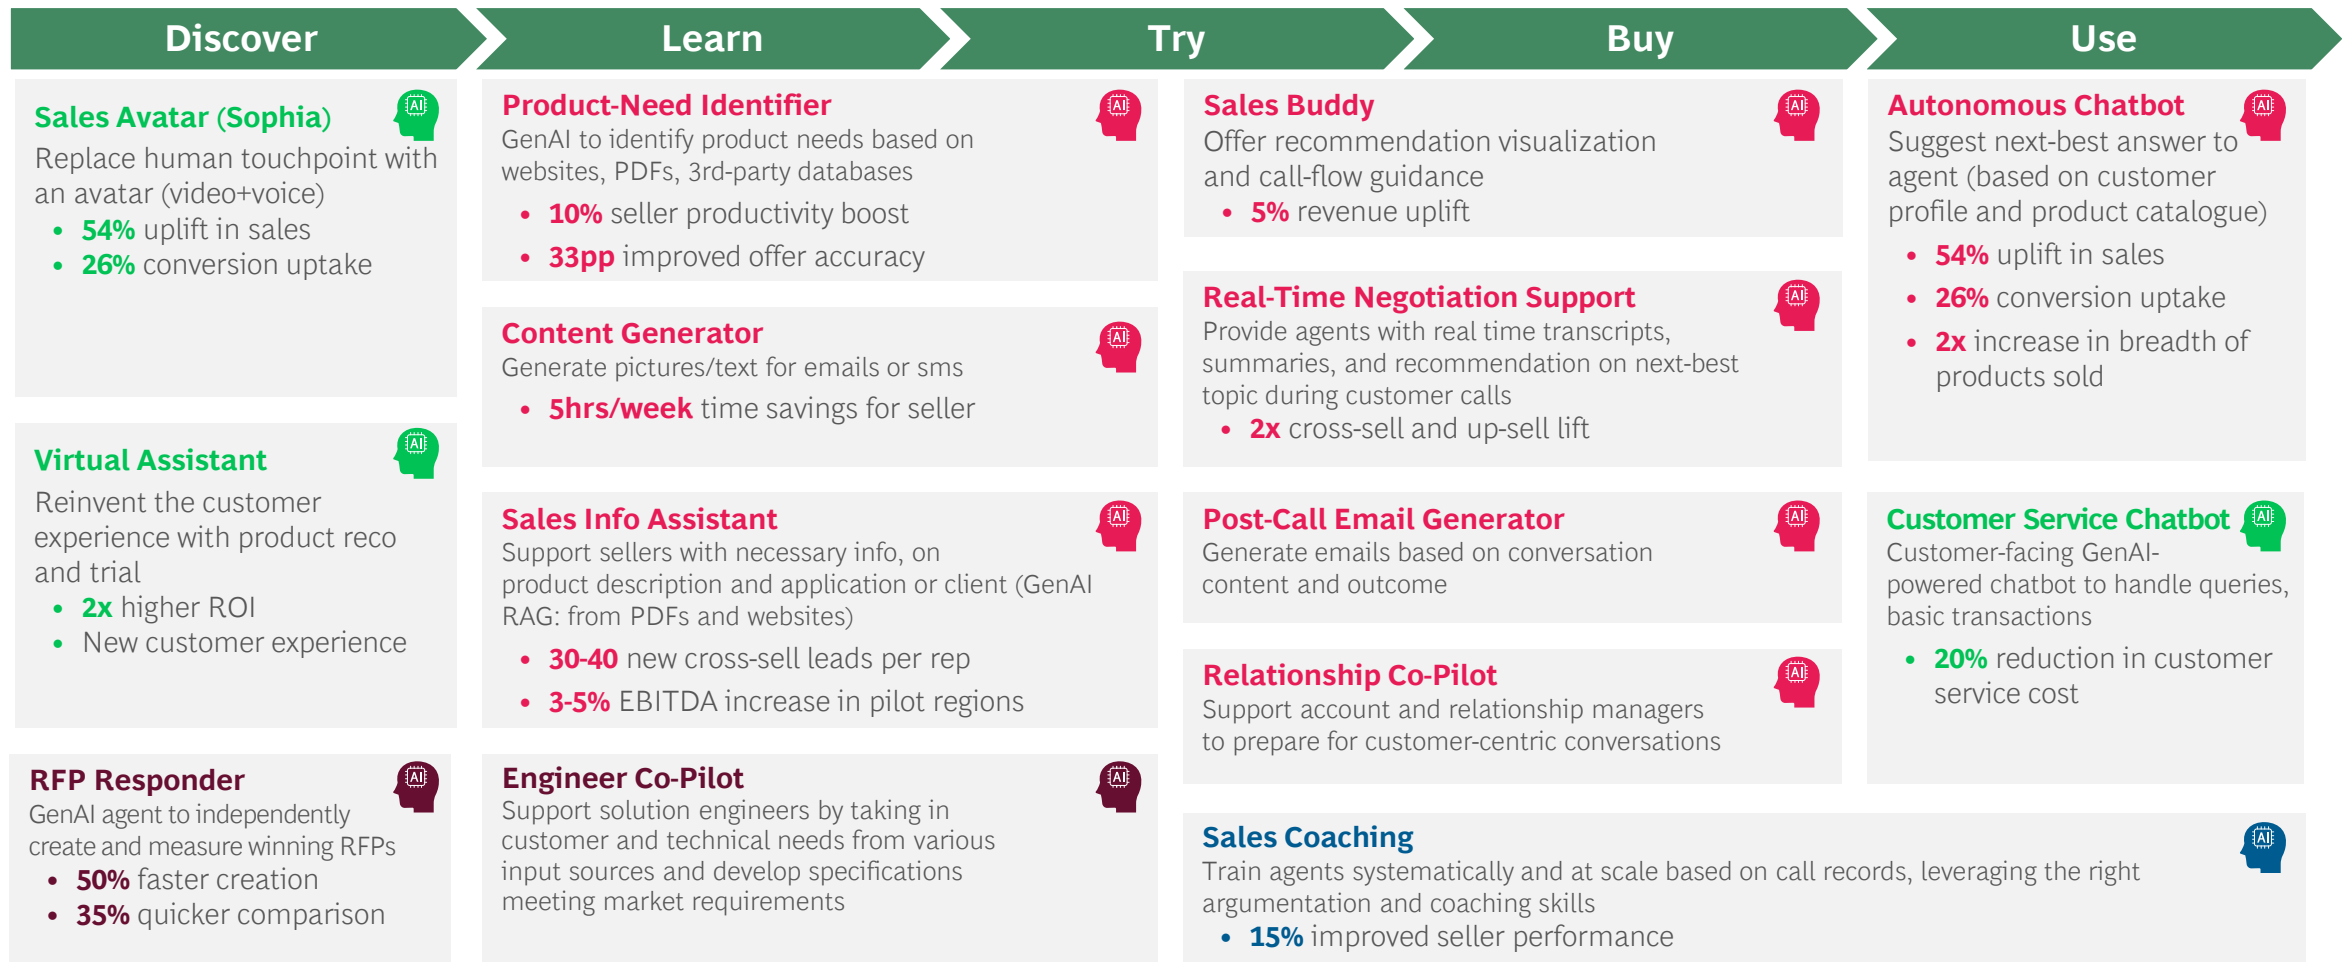 Discover
Learn
Try
Buy
Use
Sales Avatar (Sophia)
AI
Replace human touchpoint with
an avatar (video+voice)
• 54% uplift in sales
• 26% conversion uptake
Virtual Assistant
AI
Reinvent the customer
experience with product reco
and trial
• 2x higher ROI
• New customer experience
RFP Responder
AI
GenAI agent to independently
create and measure winning RFPs
• 50% faster creation
• 35% quicker comparison
Product-Need Identifier
AI
GenAI to identify product needs based on
websites, PDFs, 3rd-party databases
• 10% seller productivity boost
• 33pp improved offer accuracy
Content Generator
AI
Generate pictures/text for emails or sms
• 5hrs/week time savings for seller
Sales Info Assistant
AI
Support sellers with necessary info, on
product description and application or client (GenAI
RAG: from PDFs and websites)
• 30-40 new cross-sell leads per rep
• 3-5% EBITDA increase in pilot regions
Engineer Co-Pilot
AI
Support solution engineers by taking in
customer and technical needs from various
input sources and develop specifications
meeting market requirements
Sales Buddy
AI
Offer recommendation visualization
and call-flow guidance
• 5% revenue uplift
Real-Time Negotiation Support
AI
Provide agents with real time transcripts,
summaries, and recommendation on next-best
topic during customer calls
• 2x cross-sell and up-sell lift
Post-Call Email Generator
AI
Generate emails based on conversation
content and outcome
Relationship Co-Pilot
AI
Support account and relationship managers
to prepare for customer-centric conversations
Autonomous Chatbot
AI
Suggest next-best answer to
agent (based on customer
profile and product catalogue)
• 54% uplift in sales
• 26% conversion uptake
• 2x increase in breadth of
products sold
Customer Service Chatbot
AI
Customer-facing GenAI-
powered chatbot to handle queries,
basic transactions
• 20% reduction in customer
service cost
Sales Coaching
AI
Train agents systematically and at scale based on call records, leveraging the right
argumentation and coaching skills
• 15% improved seller performance